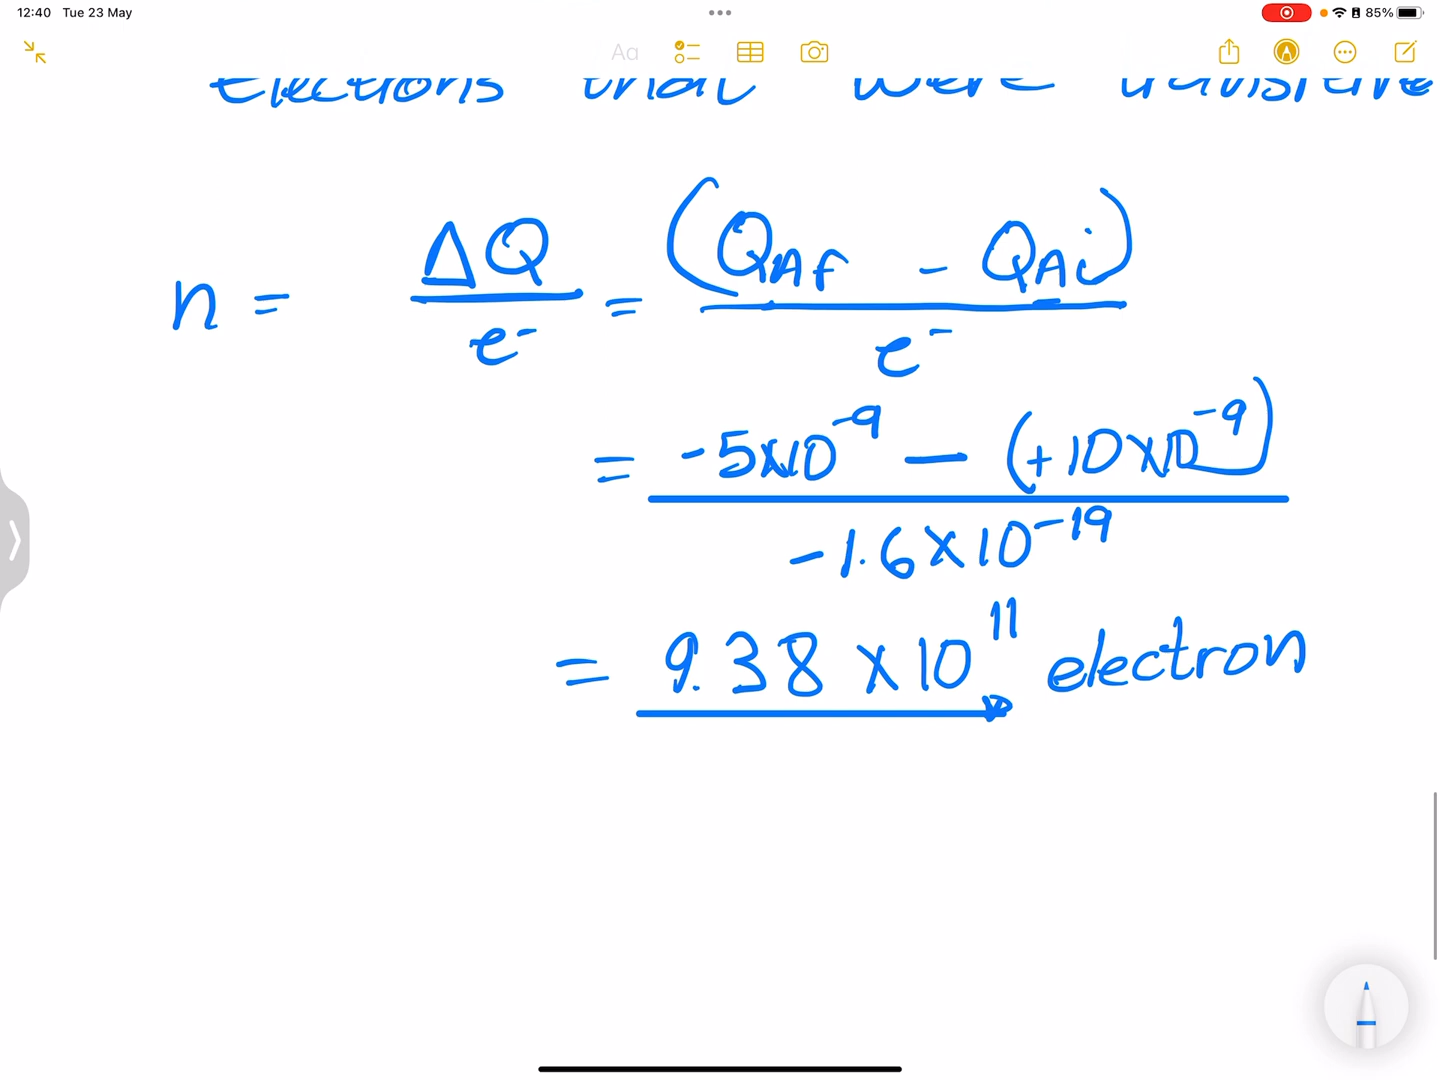 12:40 Tue 23 May
85%
Aa
electrons that were
n = ΔQ / e⁻ = (QAf - QAi) / e⁻
= -5×10⁻⁹ - (+10×10⁻⁹) / -1.6×10⁻¹⁹
= 9.38 ×10¹¹ electron